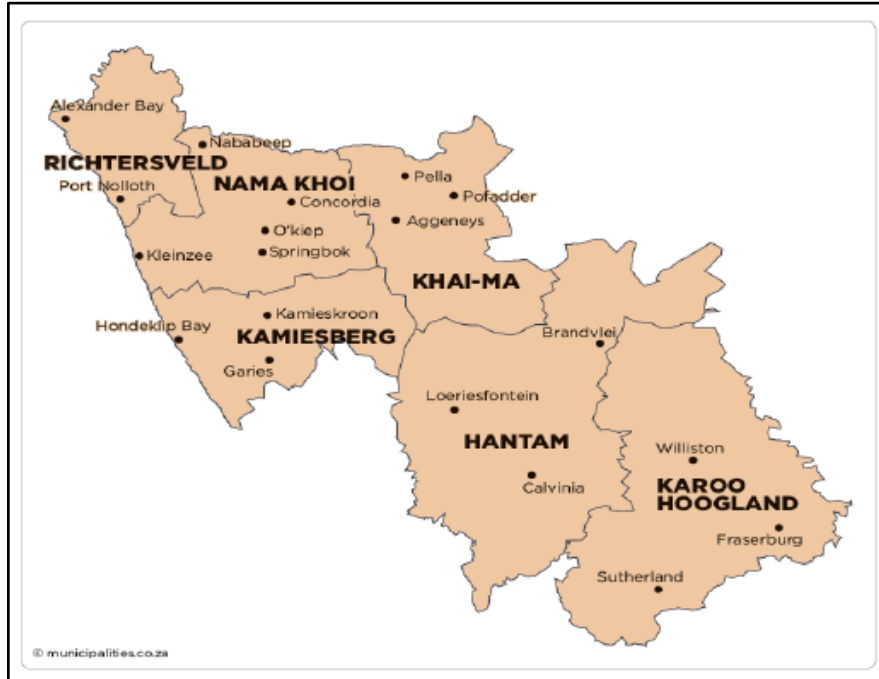 Alexander Bay
Nababeep
RICHTERSVELD
Pella
NAMA KHOI
Port Nolloth
Pofadder
Concordia
Aggeneys
O'kiep
Kleinzee
Springbok
KHAI-MA
Kamieskroon
Hondeklip Bay
KAMIESBERG
Brandvlei
Garies
Loeriesfontein
HANTAM
Williston
Calvinia
KAROO
HOOGLAND
Fraserburg
Sutherland
© municipalities.co.za